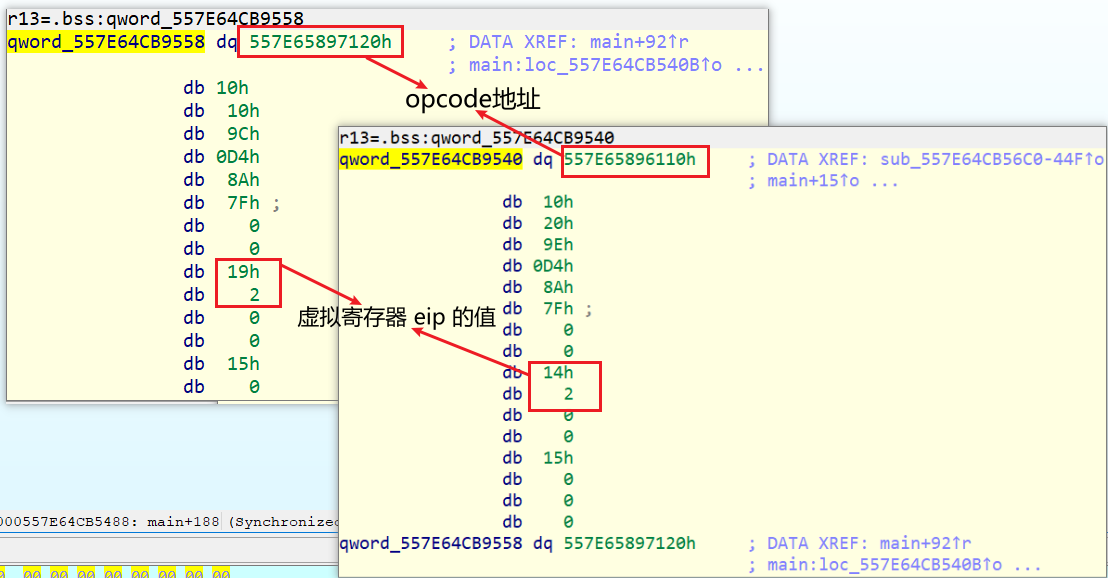 r13=.bss:qword_557E64CB9558
qword_557E64CB9558 dq 557E65897120h ; DATA XREF: main+92↑r
; main:loc_557E64CB540B↑o ...
db 10h
db 10h
db 9Ch
db 0D4h
db 8Ah
db 7Fh ;
db 0
db 0
db 19h
db 2
db 0
db 0
db 15h
db 0
opcode地址
虚拟寄存器 eip 的值
r13=.bss:qword_557E64CB9540
qword_557E64CB9540 dq 557E65896110h ; DATA XREF: sub_557E64CB56C0-44F↑o
; main+15↑o ...
db 10h
db 20h
db 9Eh
db 0D4h
db 8Ah
db 7Fh ;
db 0
db 0
db 14h
db 2
db 0
db 0
db 15h
db 0
db 0
db 0
qword_557E64CB9558 dq 557E65897120h ; DATA XREF: main+92↑r
; main:loc_557E64CB540B↑o ...
000557E64CB5488: main+188 (Synchronized
00 00 00 00 00 00 00 00